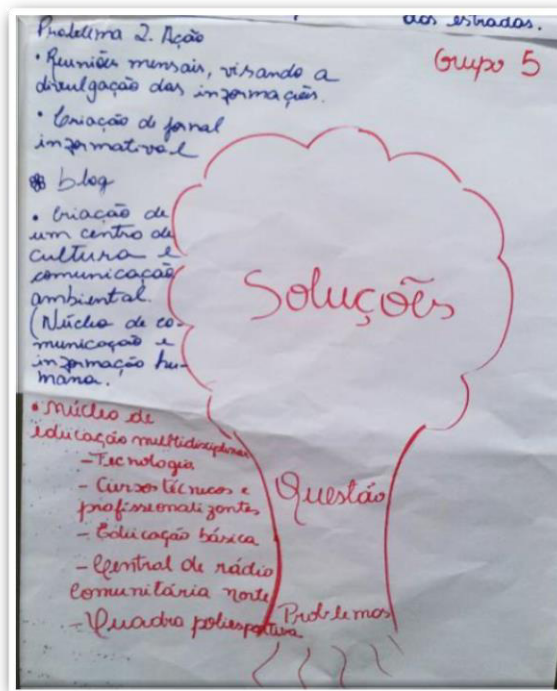 das estradas.
Grupo 5
Problema 2. Ação
• Reuniões mensais, visando a
divulgação das informações.
• Criação de jornal
informativo e
blog
• Criação de
um centro de
cultura e
comunicação
ambiental.
(Núcleo de co-
municação e
informação hu-
mana.
• Núcleo de
educação multidisciplinar
- Tecnologia
- Cursos técnicos e
profissionalizantes
- Educação básica
- Central de rádio
comunitária norte
- Quadra poliesportiva
Soluções
Questão
Problemas